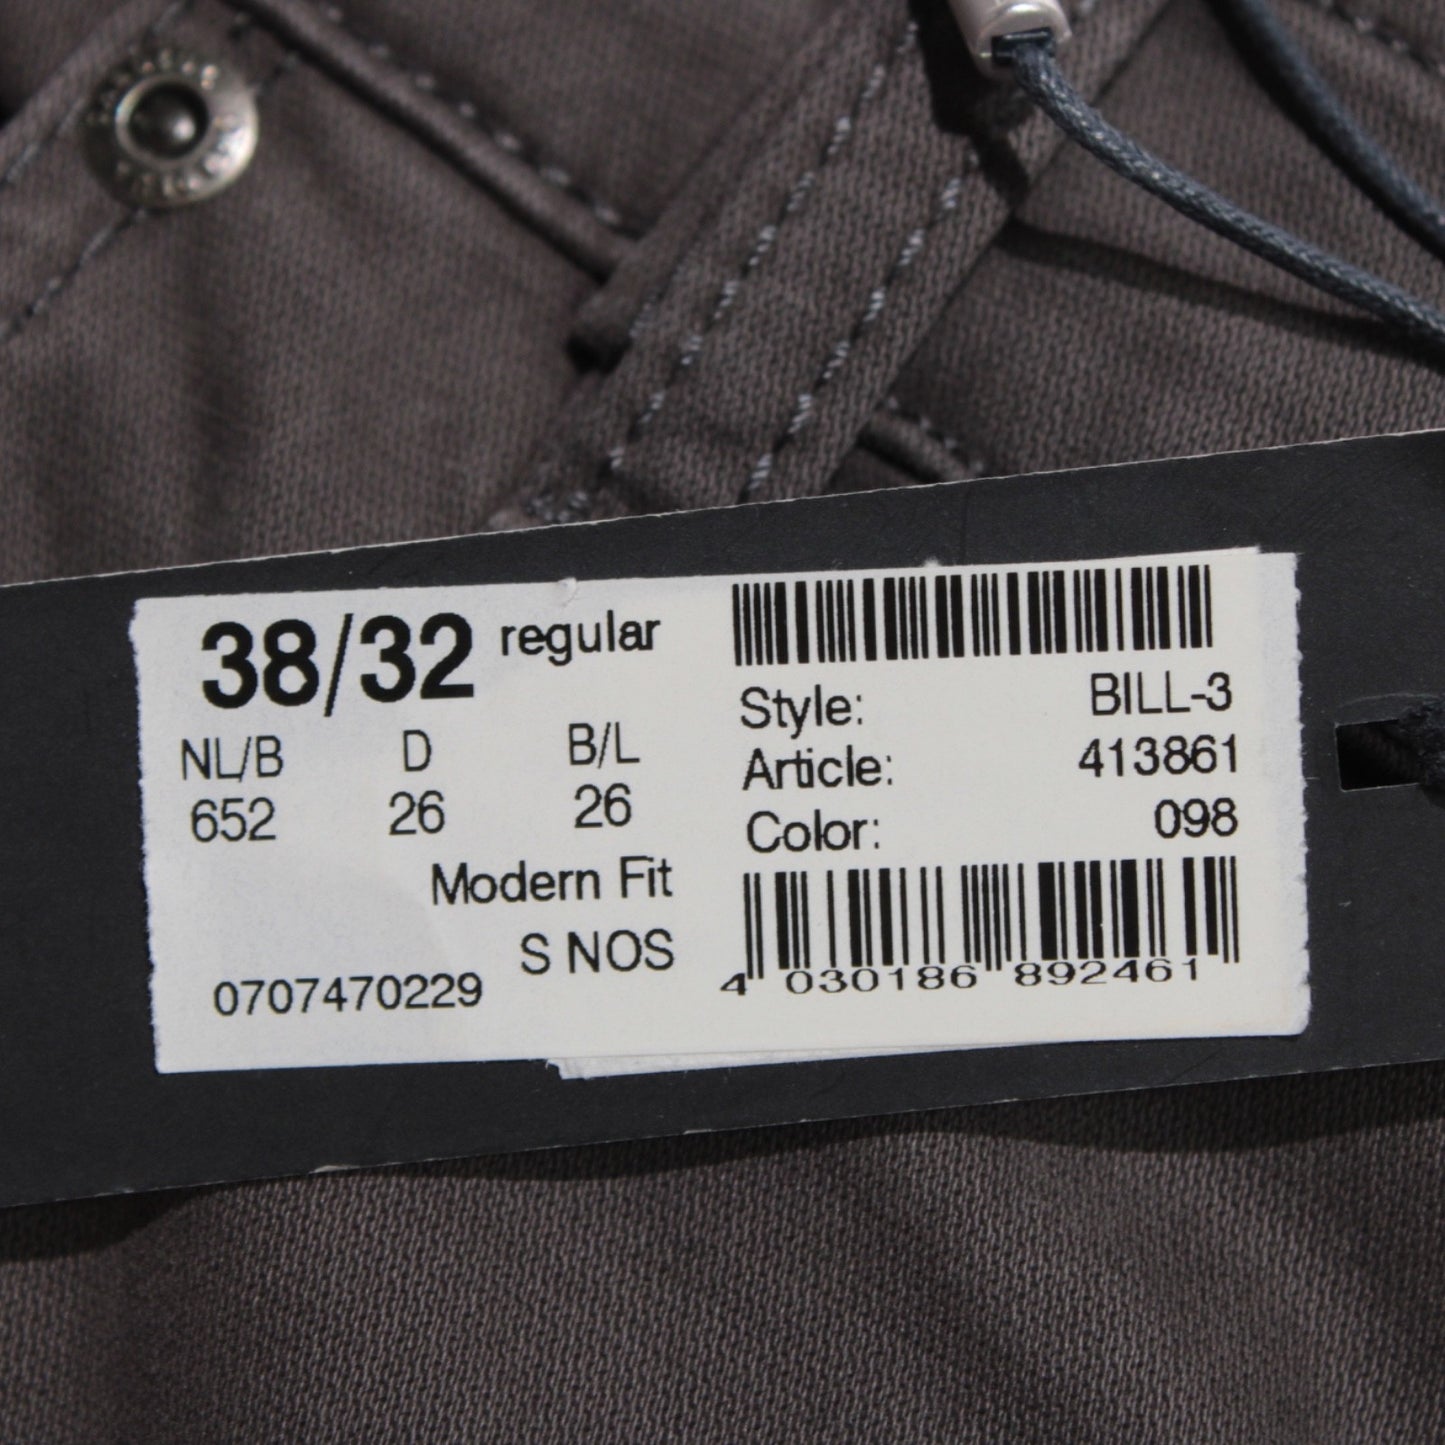 38/32 regular
NL/B D B/L
652 26 26
Modern Fit
S NOS
0707470229
Style: BILL-3
Article: 413861
Color: 098
4 030186 892461